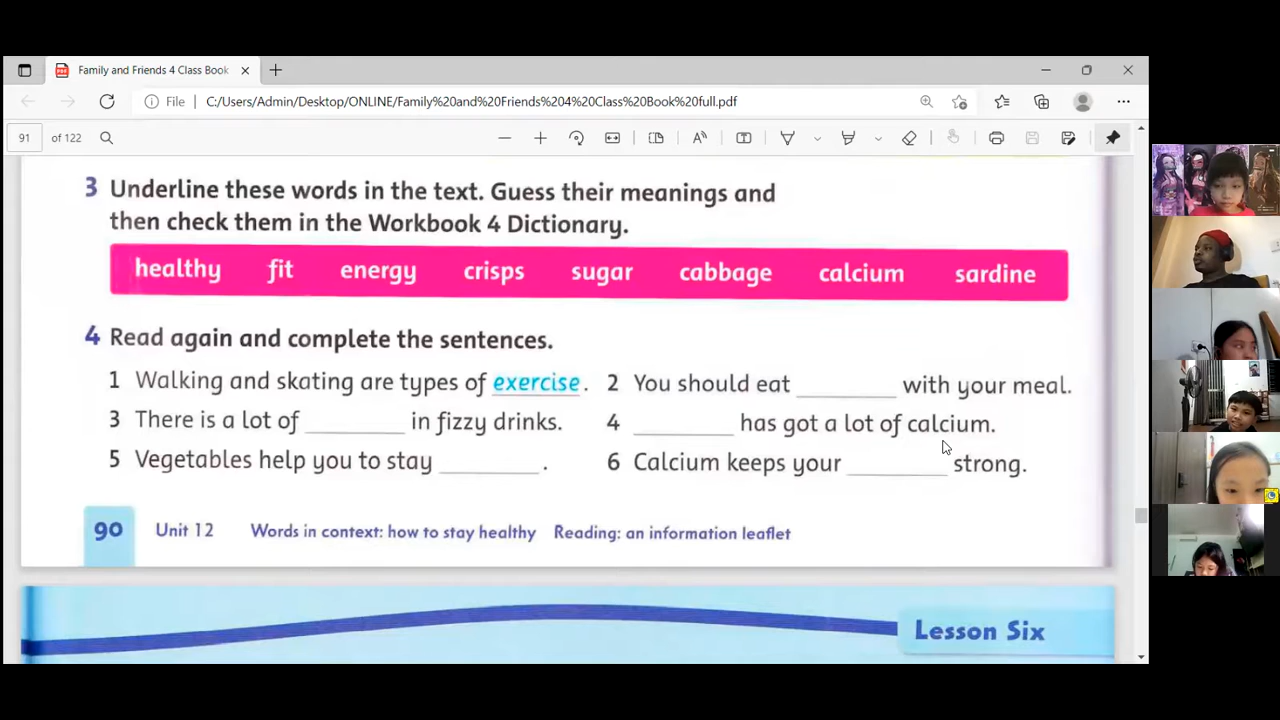 Family and Friends 4 Class Book
File C:/Users/Admin/Desktop/ONLINE/Family%20and%20Friends%204%20Class%20Book%20full.pdf
91 of 122
3 Underline these words in the text. Guess their meanings and
then check them in the Workbook 4 Dictionary.
healthy fit energy crisps sugar cabbage calcium sardine
4 Read again and complete the sentences.
1 Walking and skating are types of exercise. 2 You should eat ________ with your meal.
3 There is a lot of ________ in fizzy drinks. 4 ________ has got a lot of calcium.
5 Vegetables help you to stay ________. 6 Calcium keeps your ________ strong.
90 Unit 12 Words in context: how to stay healthy Reading: an information leaflet
Lesson Six